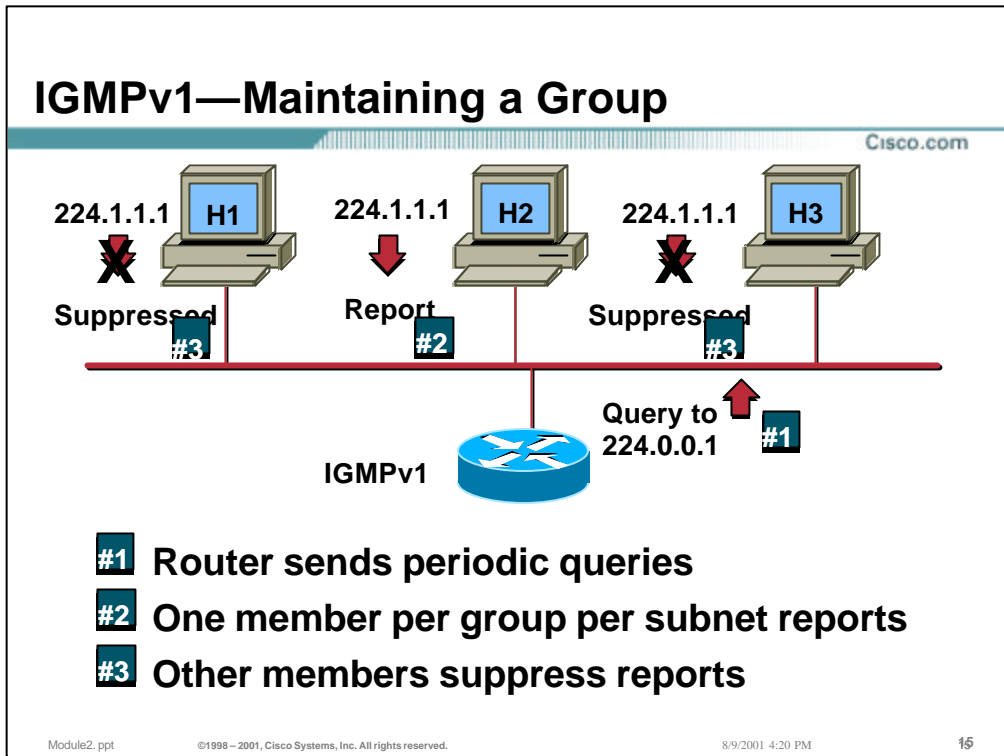 IGMPv1—Maintaining a Group
Cisco.com
224.1.1.1 H1 224.1.1.1 H2 224.1.1.1 H3
X X
Suppressed Report Suppressed
#3 #2 #3
Query to
224.0.0.1 #1
IGMPv1
#1 Router sends periodic queries
#2 One member per group per subnet reports
#3 Other members suppress reports
Module2. ppt ©1998 – 2001, Cisco Systems, Inc. All rights reserved. 8/9/2001 4:20 PM 15